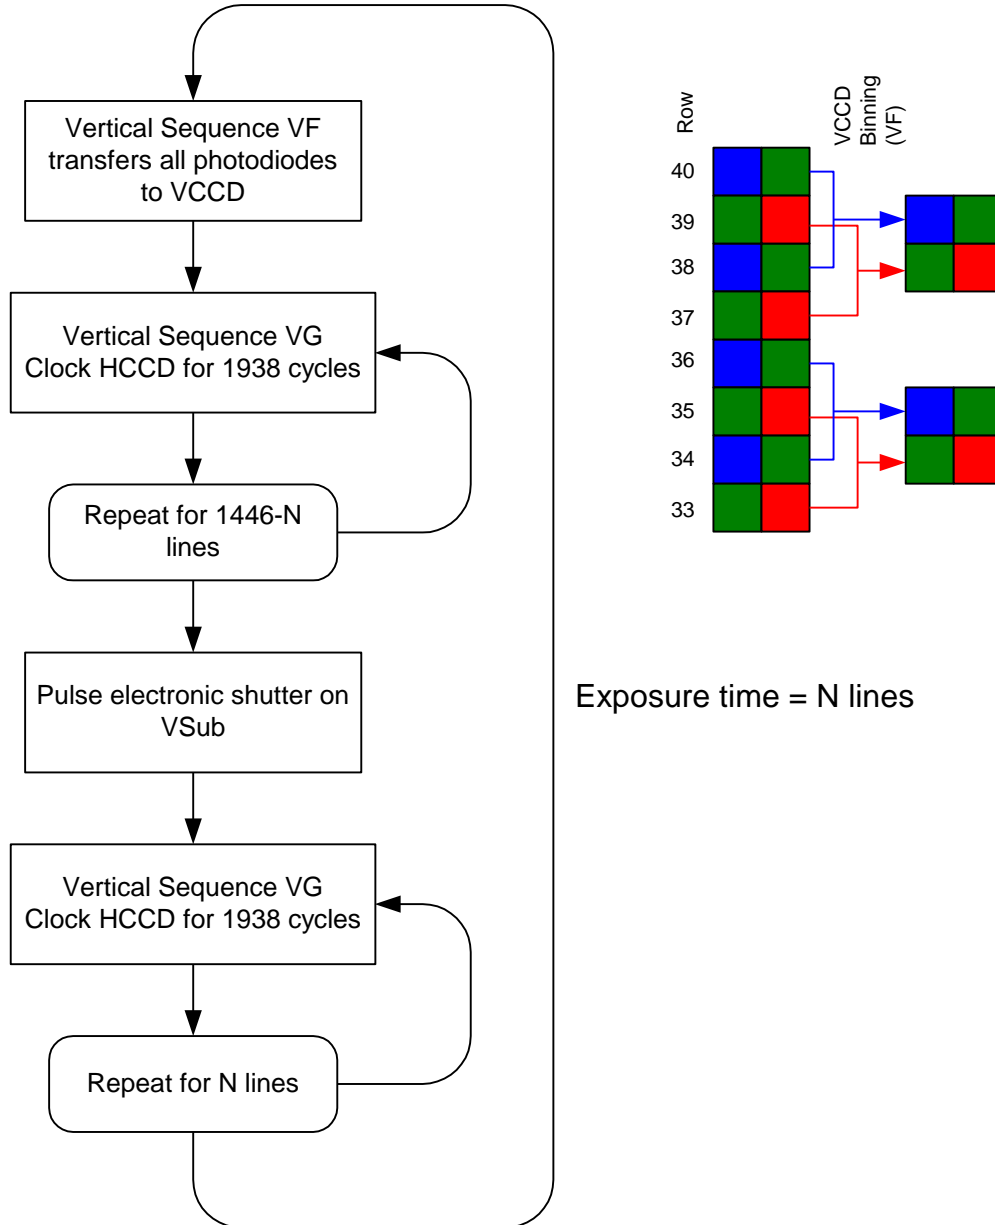 Vertical Sequence VF
transfers all photodiodes
to VCCD
Vertical Sequence VG
Clock HCCD for 1938 cycles
Repeat for 1446-N
lines
Pulse electronic shutter on
VSub
Vertical Sequence VG
Clock HCCD for 1938 cycles
Repeat for N lines
Row
VCCD
Binning
(VF)
40
39
38
37
36
35
34
33
Exposure time = N lines